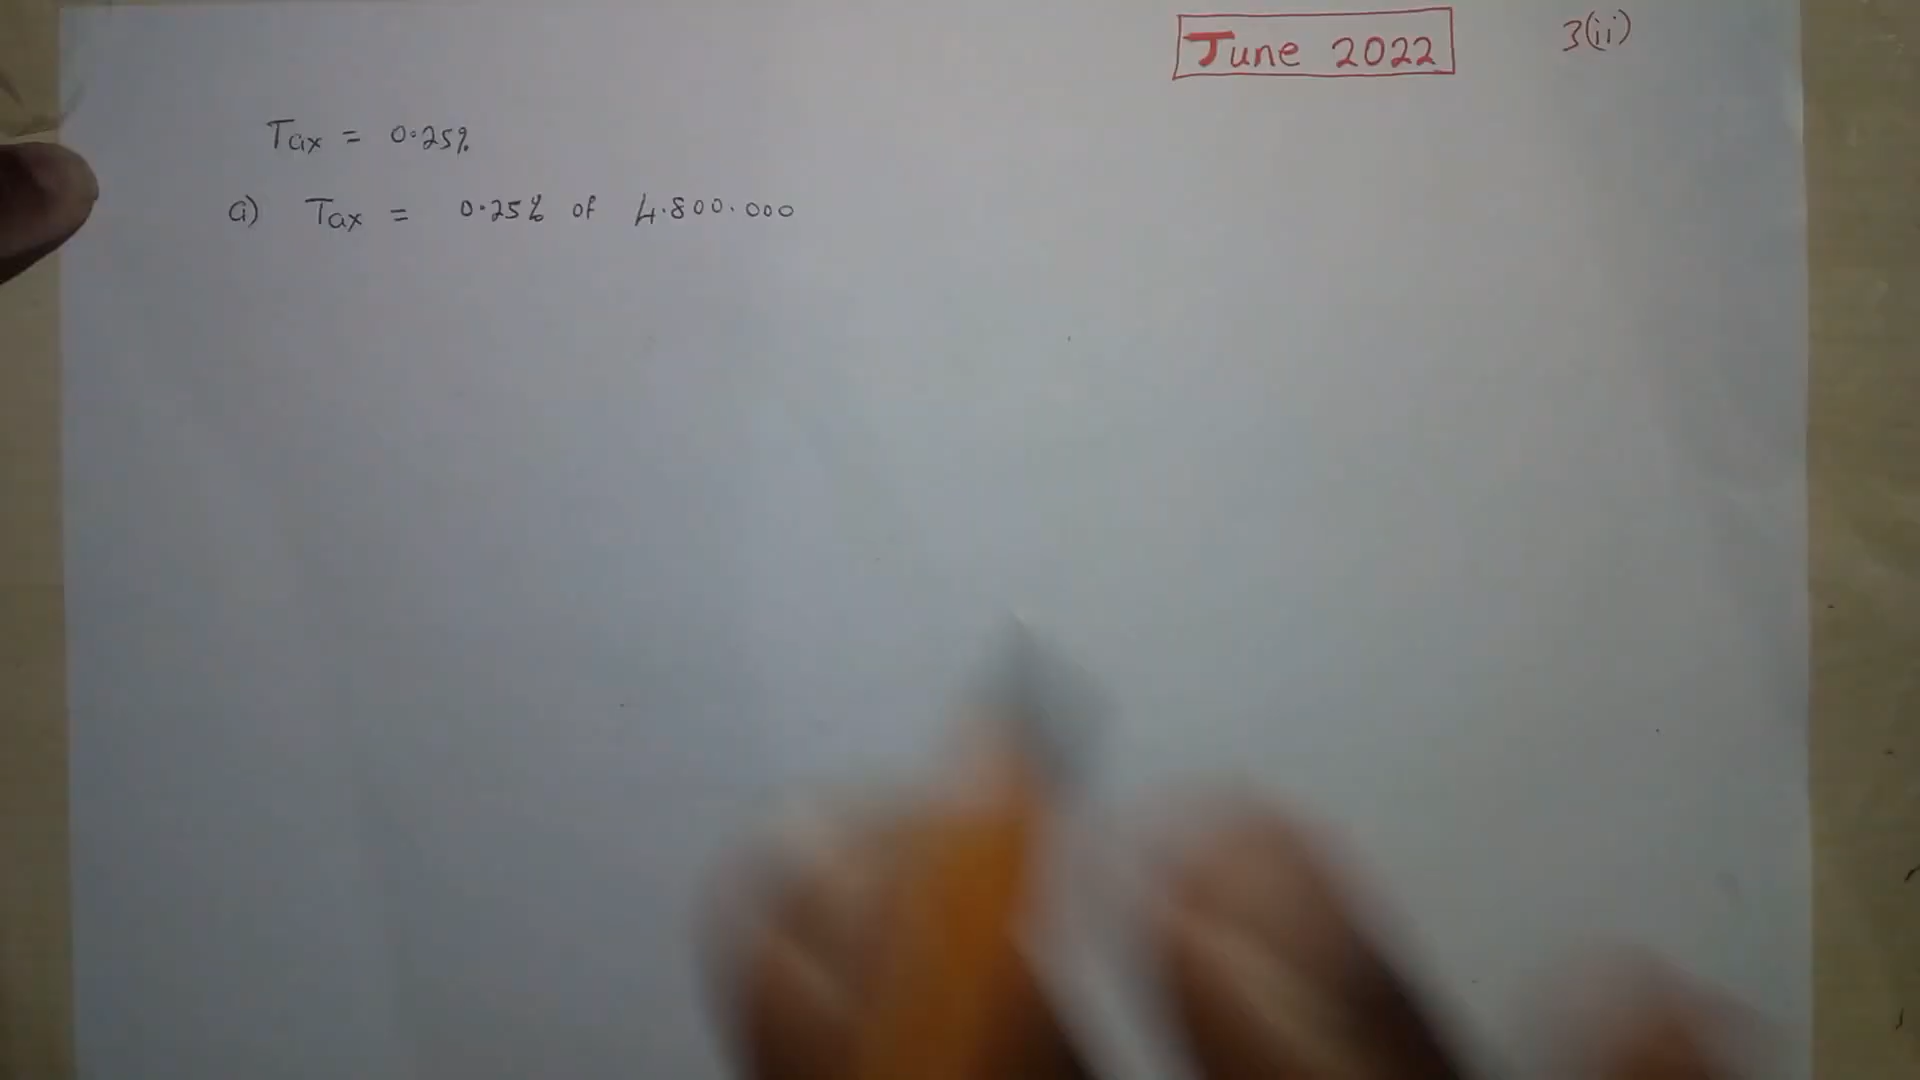 June 2022
3(ii)
Tax = 0.25%
a) Tax = 0.25% of 4.800.000